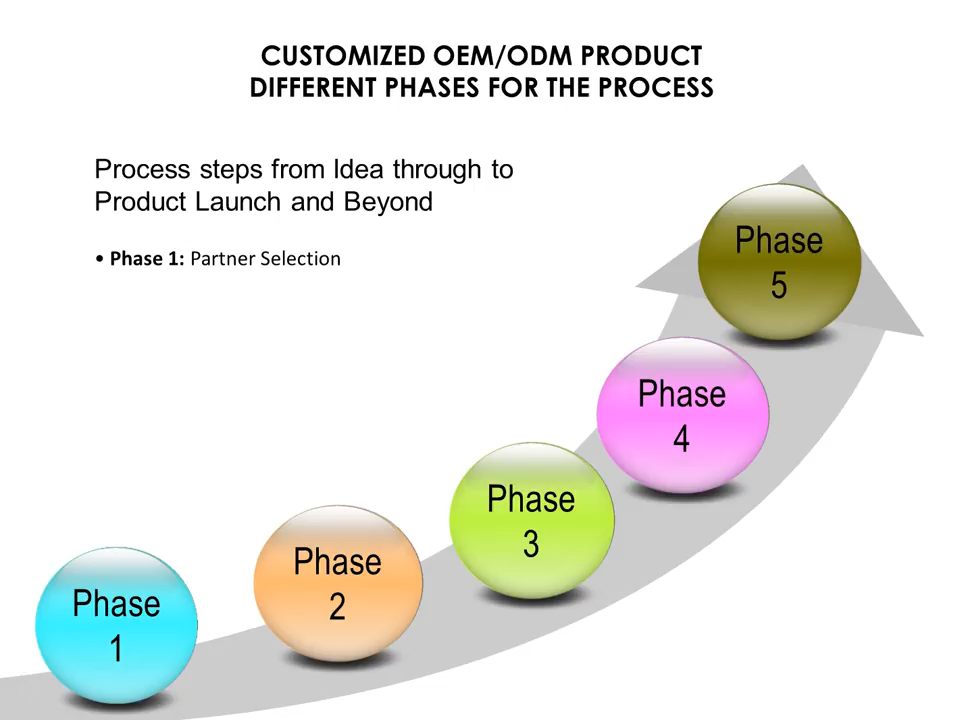 CUSTOMIZED OEM/ODM PRODUCT
DIFFERENT PHASES FOR THE PROCESS
Process steps from Idea through to
Product Launch and Beyond
• Phase 1: Partner Selection
Phase
5
Phase
4
Phase
3
Phase
2
Phase
1